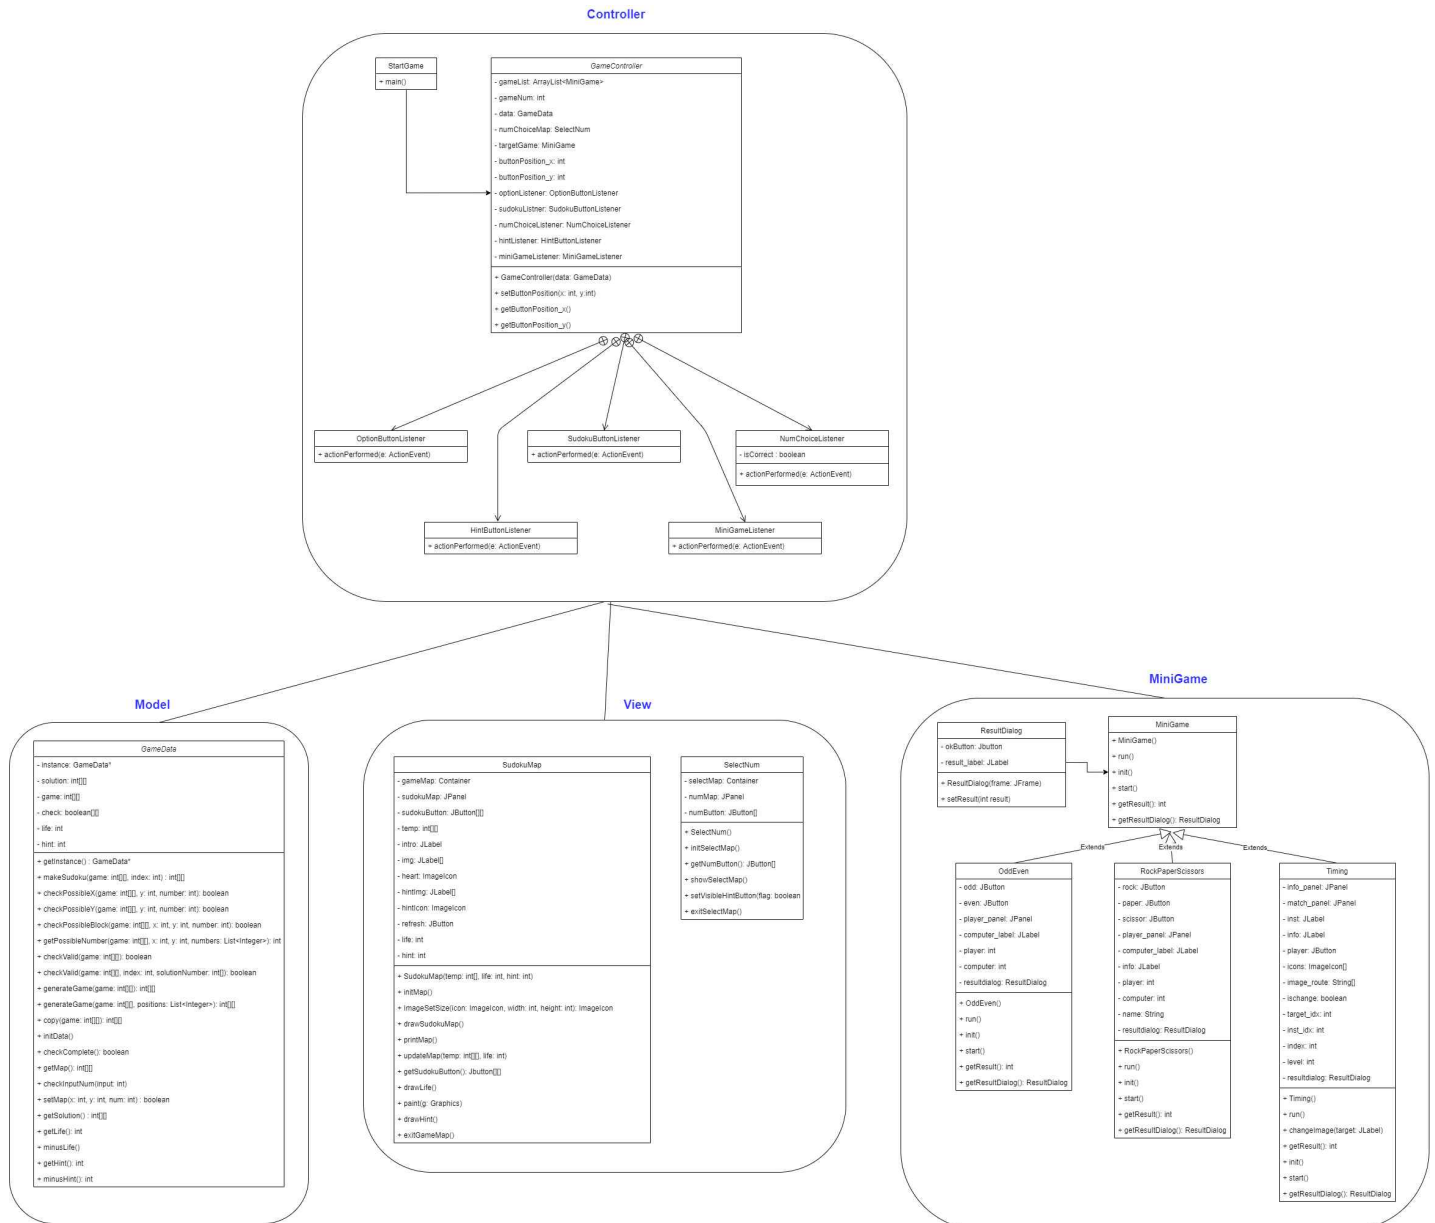 Controller
StartGame
+ main()
GameController
- gameList: ArrayList<MiniGame>
- gameNum: int
- data: GameData
- numChoiceMap: SelectNum
- targetGame: MiniGame
- buttonPosition_x: int
- buttonPosition_y: int
- optionListener: OptionButtonListener
- sudokuListner: SudokuButtonListener
- numChoiceListener: NumChoiceListener
- hintListener: HintButtonListener
- miniGameListener: MiniGameListener
+ GameController(data: GameData)
+ setButtonPosition(x: int, y:int)
+ getButtonPosition_x()
+ getButtonPosition_y()
OptionButtonListener
+ actionPerformed(e: ActionEvent)
SudokuButtonListener
+ actionPerformed(e: ActionEvent)
NumChoiceListener
- isCorrect : boolean
+ actionPerformed(e: ActionEvent)
HintButtonListener
+ actionPerformed(e: ActionEvent)
MiniGameListener
+ actionPerformed(e: ActionEvent)
Model
GameData
- instance: GameData*
- solution: int[][]
- game: int[][]
- check: boolean[][]
- life: int
- hint: int
+ getInstance() : GameData*
+ makeSudoku(game: int[][], index: int) : int[][]
+ checkPossibleX(game: int[][], y: int, number: int): boolean
+ checkPossibleY(game: int[][], y: int, number: int): boolean
+ checkPossibleBlock(game: int[][], x: int, y: int, number: int): boolean
+ getPossibleNumber(game: int[][], x: int, y: int, numbers: List<Integer>): int
+ checkValid(game: int[][]): boolean
+ checkValid(game: int[][], index: int, solutionNumber: int[]): boolean
+ generateGame(game: int[][]): int[][]
+ generateGame(game: int[][], positions: List<Integer>): int[][]
+ copy(game: int[][]): int[][]
+ initData()
+ checkComplete(): boolean
+ getMap(): int[][]
+ checkInputNum(input: int)
+ setMap(x: int, y: int, num: int) : boolean
+ getSolution() : int[][]
+ getLife(): int
+ minusLife()
+ getHint(): int
+ minusHint(): int
View
SudokuMap
- gameMap: Container
- sudokuMap: JPanel
- sudokuButton: JButton[][]
- temp: int[][]
- intro: JLabel
- img: JLabel[]
- heart: ImageIcon
- hintImg: JLabel[]
- hintIcon: ImageIcon
- refresh: JButton
- life: int
- hint: int
+ SudokuMap(temp: int[], life: int, hint: int)
+ initMap()
+ imageSetSize(icon: ImageIcon, width: int, height: int): ImageIcon
+ drawSudokuMap()
+ printMap()
+ updateMap(temp: int[][], life: int)
+ getSudokuButton(): Jbutton[][]
+ drawLife()
+ paint(g: Graphics)
+ drawHint()
+ exitGameMap()
SelectNum
- selectMap: Container
- numMap: JPanel
- numButton: JButton[]
+ SelectNum()
+ initSelectMap()
+ getNumButton(): JButton[]
+ showSelectMap()
+ setVisibleHintButton(flag: boolean
+ exitSelectMap()
MiniGame
ResultDialog
- okButton: Jbutton
- result_label: JLabel
+ ResultDialog(frame: JFrame)
+ setResult(int result)
MiniGame
+ MiniGame()
+ run()
+ init()
+ start()
+ getResult(): int
+ getResultDialog(): ResultDialog
Extends
Extends
Extends
OddEven
- odd: JButton
- even: JButton
- player_panel: JPanel
- computer_label: JLabel
- player: int
- computer: int
- resultdialog: ResultDialog
+ OddEven()
+ run()
+ init()
+ start()
+ getResult(): int
+ getResultDialog(): ResultDialog
RockPaperScissors
- rock: JButton
- paper: JButton
- scissor: JButton
- player_panel: JPanel
- computer_label: JLabel
- info: JLabel
- player: int
- computer: int
- name: String
- resultdialog: ResultDialog
+ RockPaperScissors()
+ run()
+ init()
+ start()
+ getResult(): int
+ getResultDialog(): ResultDialog
Timing
- info_panel: JPanel
- match_panel: JPanel
- inst: JLabel
- info: JLabel
- player: JButton
- icons: ImageIcon[]
- image_route: String[]
- ischange: boolean
- target_idx: int
- inst_idx: int
- index: int
- level: int
- resultdialog: ResultDialog
+ Timing()
+ run()
+ changeImage(target: JLabel)
+ getResult(): int
+ init()
+ start()
+ getResultDialog(): ResultDialog